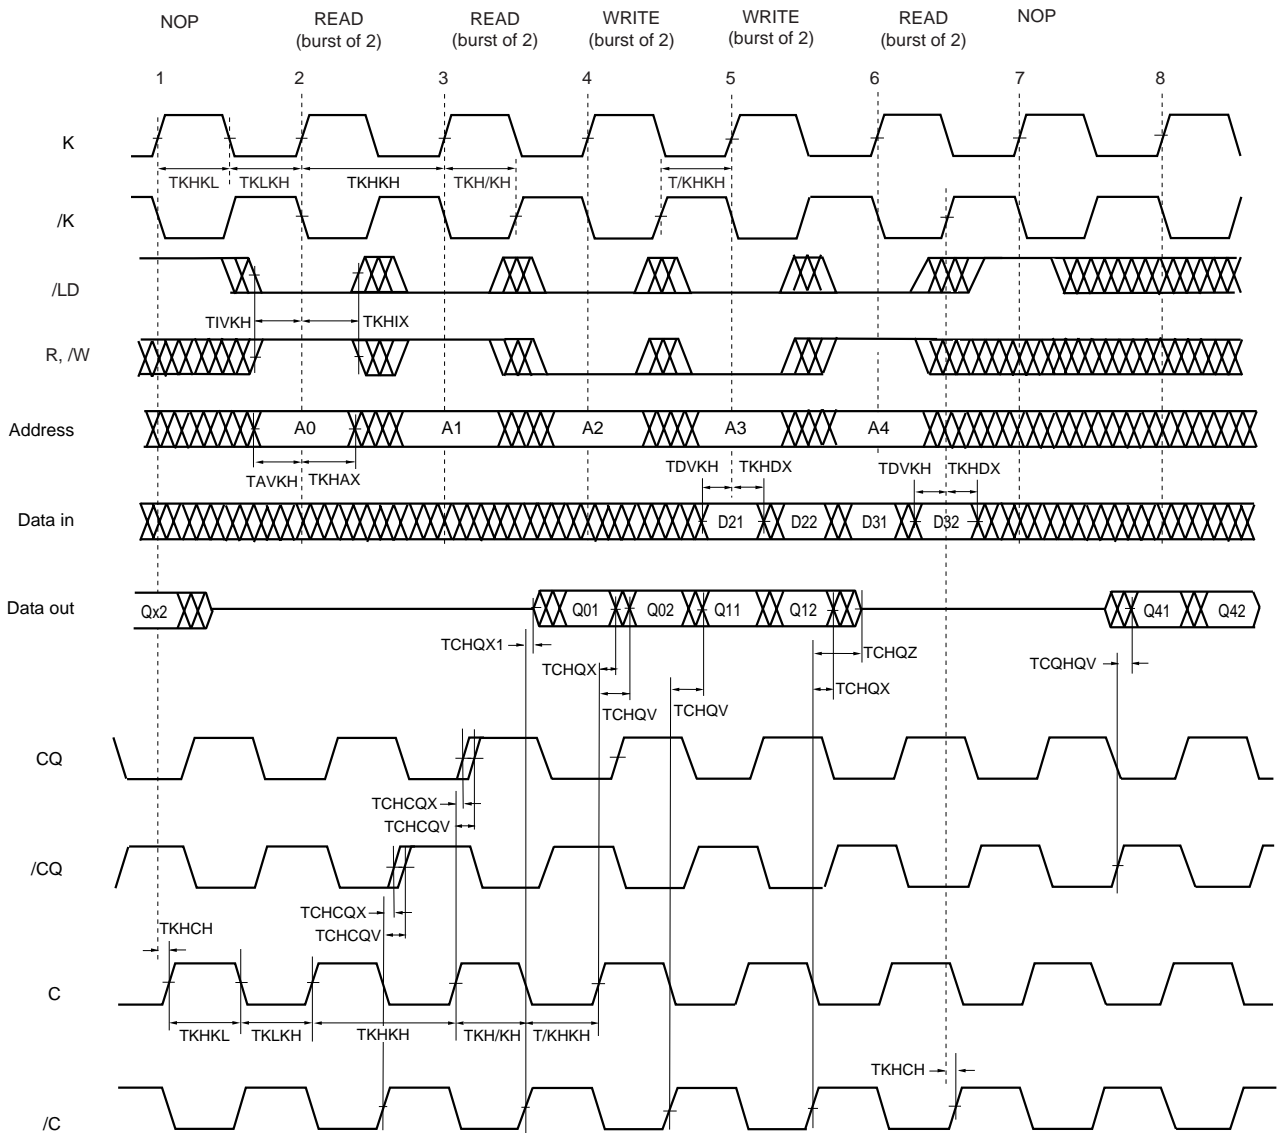 NOP READ READ WRITE WRITE READ NOP
(burst of 2) (burst of 2) (burst of 2) (burst of 2) (burst of 2)
1 2 3 4 5 6 7 8
K
TKHKL TKLKH TKHKH TKH/KH T/KHKH
/K
/LD
TIVKH TKHIX
R, /W
Address A0 A1 A2 A3 A4
TAVKH TKHAX TDVKH TKHDX TDVKH TKHDX
Data in D21 D22 D31 D32
Data out Qx2 Q01 Q02 Q11 Q12 Q41 Q42
TCHQX1 TCHQZ
TCHQX TCQHQV
TCHQX
TCHQV TCHQV
CQ
TCHCQX
TCHCQV
/CQ
TCHCQX
TKHCH
TCHCQV
C
TKHKL TKLKH TKHKH TKH/KH T/KHKH
TKHCH
/C